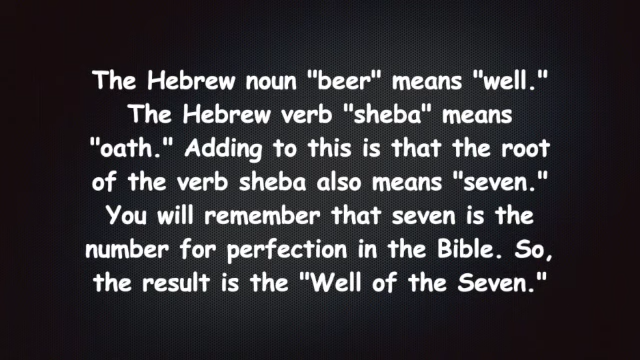 The Hebrew noun "beer" means "well."
The Hebrew verb "sheba" means
"oath." Adding to this is that the root
of the verb sheba also means "seven."
You will remember that seven is the
number for perfection in the Bible. So,
the result is the "Well of the Seven."